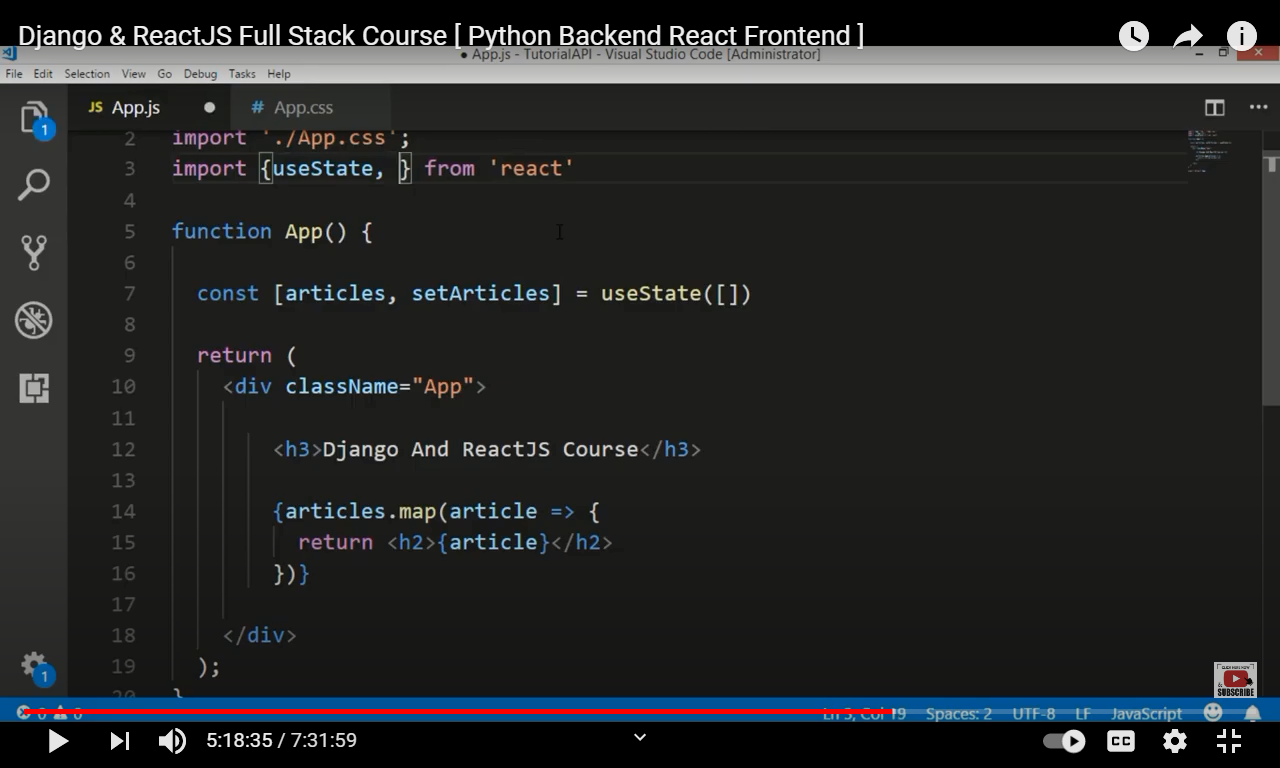 Django & ReactJS Full Stack Course [ Python Backend React Frontend ]
● App.js - TutorialAPI - Visual Studio Code [Administrator]
File Edit Selection View Go Debug Tasks Help
JS App.js ● # App.css
1
2 import './App.css';
3 import {useState, } from 'react'
4
5 function App() {
6
7 const [articles, setArticles] = useState([])
8
9 return (
10 <div className="App">
11
12 <h3>Django And ReactJS Course</h3>
13
14 {articles.map(article => {
15 return <h2>{article}</h2>
16 })}
17
18 </div>
19 );
20 }
1
SUBSCRIBE
0 0 Ln 3, Col 19 Spaces: 2 UTF-8 LF JavaScript
5:18:35 / 7:31:59 CC